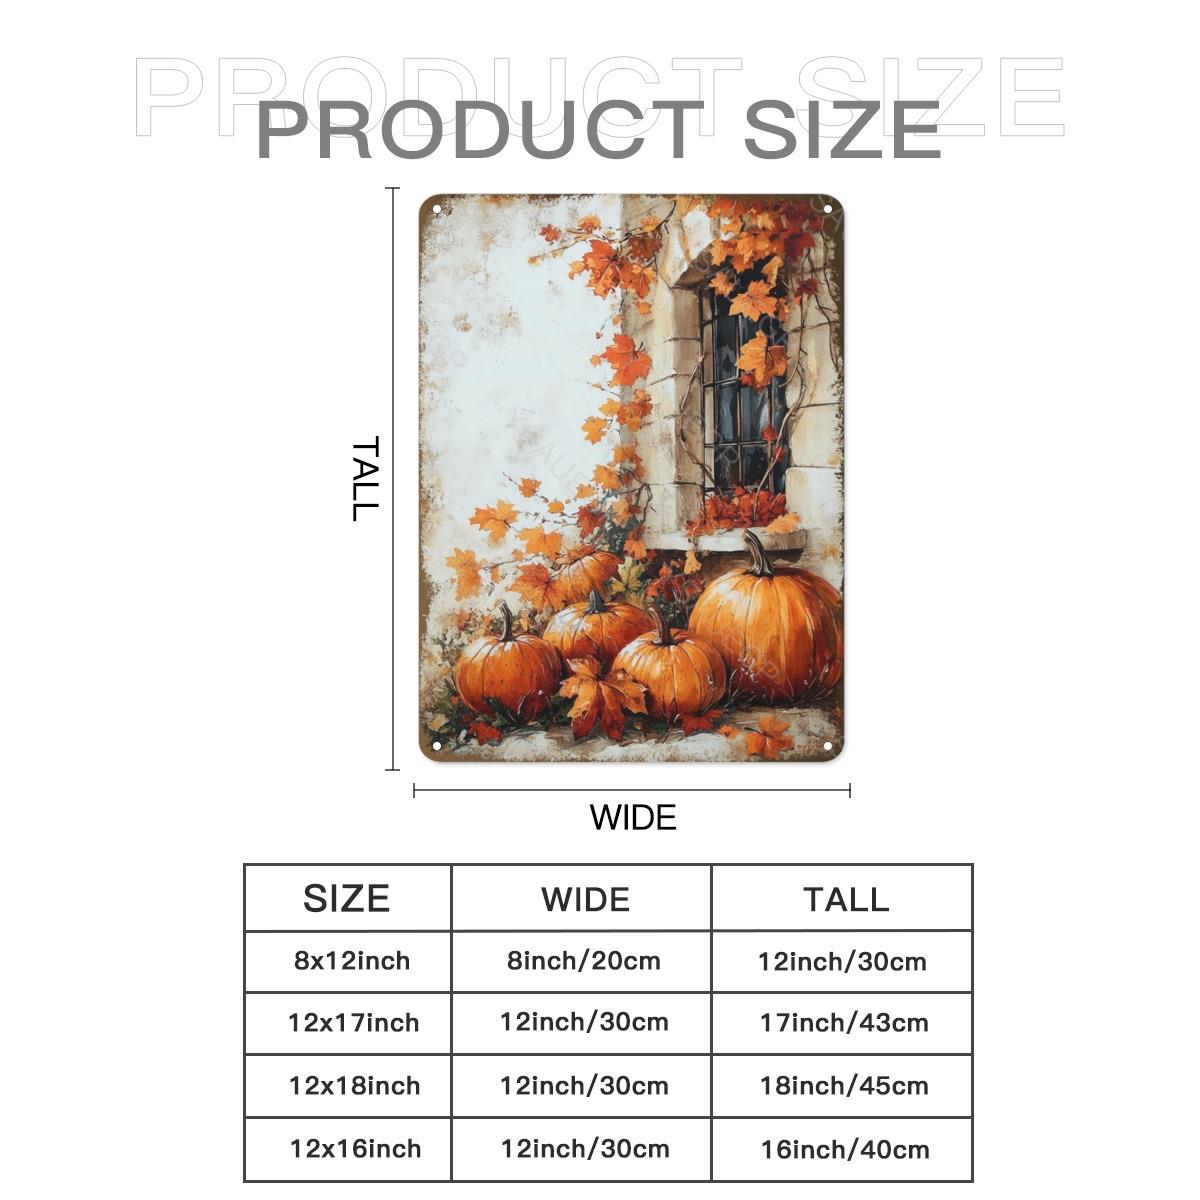 PRODUCT SIZE
PRODUCT SIZE
TALL
WIDE
SIZE WIDE TALL
8x12inch 8inch/20cm 12inch/30cm
12x17inch 12inch/30cm 17inch/43cm
12x18inch 12inch/30cm 18inch/45cm
12x16inch 12inch/30cm 16inch/40cm